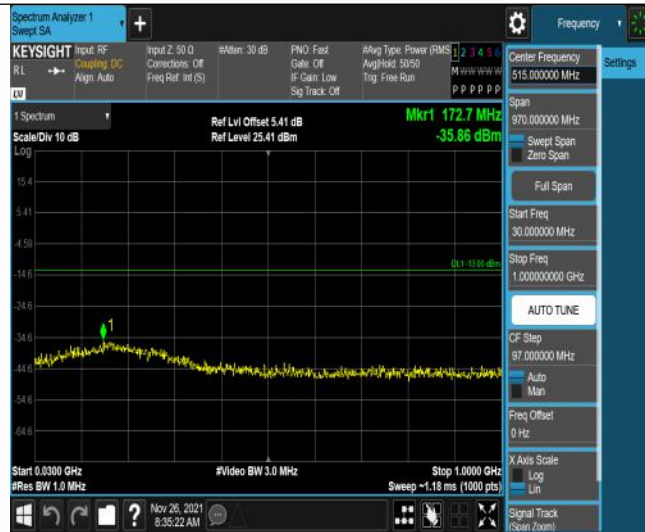 Spectrum Analyzer 1
Swept SA
Frequency
KEYSIGHT
RL
Input: RF
Coupling: DC
Align: Auto
Input Z: 50 Ω
Corrections: Off
Freq Ref: Int (S)
#Atten: 30 dB
PNO: Fast
Gate: Off
IF Gain: Low
Sig Track: Off
#Avg Type: Power (RMS
Avg|Hold: 50/50
Trig: Free Run
1 2 3 4 5 6
M W W W W W
P P P P P P
LV
1 Spectrum
Scale/Div 10 dB
Ref Lvl Offset 5.41 dB
Ref Level 25.41 dBm
Mkr1 172.7 MHz
-35.86 dBm
Log
15.4
5.41
-4.59
-14.6
-24.6
-34.6
-44.6
-54.6
-64.6
DL1 -13.00 dBm
1
Start 0.0300 GHz
#Res BW 1.0 MHz
#Video BW 3.0 MHz
Stop 1.0000 GHz
Sweep ~1.18 ms (1000 pts)
Center Frequency
515.000000 MHz
Settings
Span
970.000000 MHz
Swept Span
Zero Span
Full Span
Start Freq
30.000000 MHz
Stop Freq
1.000000000 GHz
AUTO TUNE
CF Step
97.000000 MHz
Auto
Man
Freq Offset
0 Hz
X Axis Scale
Log
Lin
Signal Track
(Span Zoom)
Nov 26, 2021
8:35:22 AM